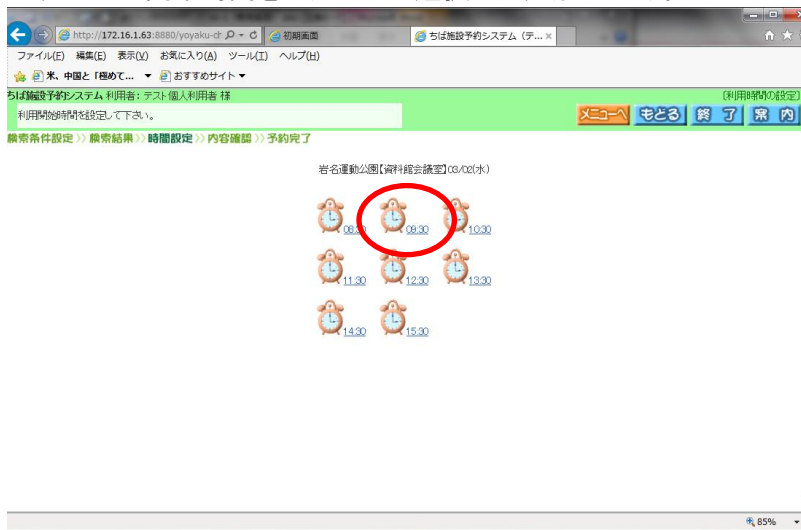 http://172.16.1.63:8880/yoyaku-ch
初期画面
ちば施設予約システム (テ... ×
ファイル(F) 編集(E) 表示(V) お気に入り(A) ツール(T) ヘルプ(H)
米、中国と「極めて... おすすめサイト
ちば施設予約システム 利用者：テスト個人利用者 様 〔利用時間の設定〕
利用開始時間を設定して下さい。
メニューへ もどる 終 了 案 内
検索条件設定 >> 検索結果 >> 時間設定 >> 内容確認 >> 予約完了
岩名運動公園【資料館会議室】03/02(水)
08:30 09:30 10:30
11:30 12:30 13:30
14:30 15:30
85%